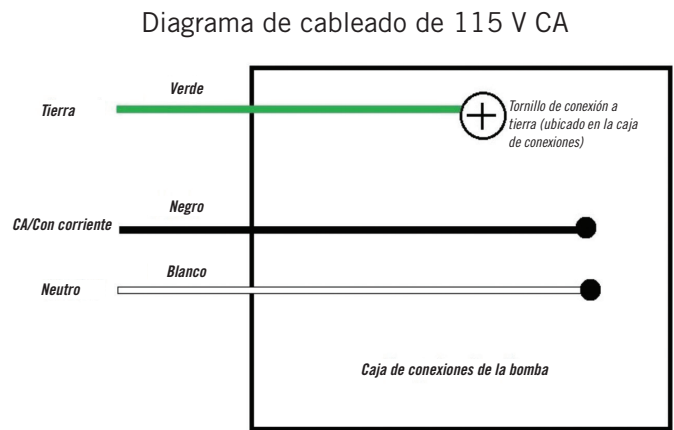 Diagrama de cableado de 115 V CA
Verde
Tierra
Tornillo de conexión a
tierra (ubicado en la caja
de conexiones)
Negro
CA/Con corriente
Blanco
Neutro
Caja de conexiones de la bomba